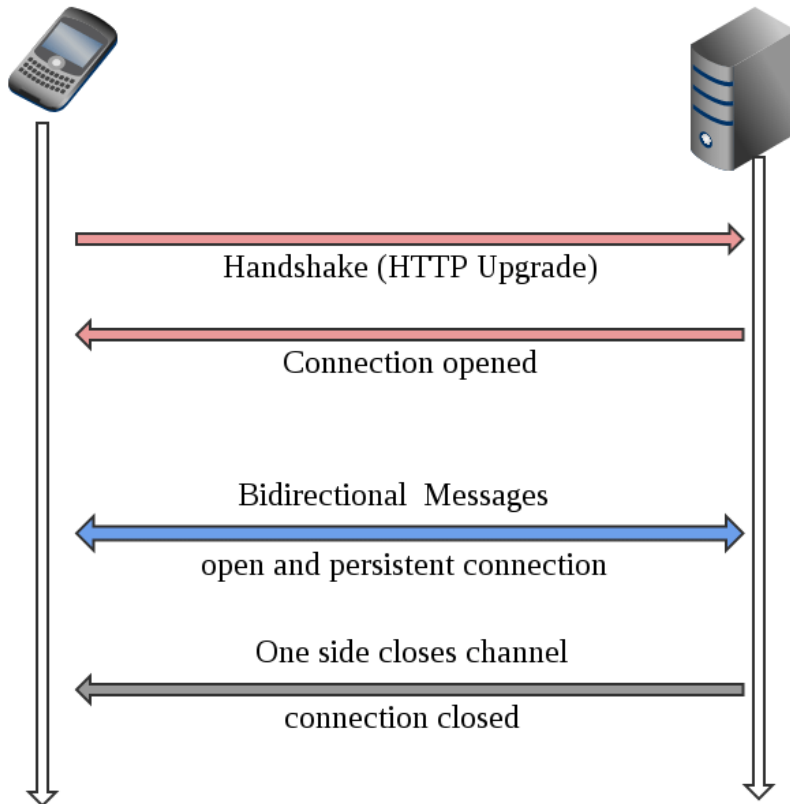 Handshake (HTTP Upgrade)
Connection opened
Bidirectional  Messages
open and persistent connection
One side closes channel
connection closed